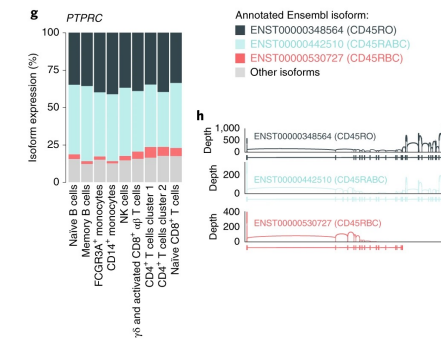 g
PTPRC
Isoform expression (%)
100
75
50
25
0
Naïve B cells
Memory B cells
FCGR3A⁺ monocytes
CD14⁺ monocytes
NK cells
γδ and activated CD8⁺ αβ T cells
CD4⁺ T cells cluster 1
CD4⁺ T cells cluster 2
Naïve CD8⁺ T cells
Annotated Ensembl isoform:
ENST00000348564 (CD45RO)
ENST00000442510 (CD45RABC)
ENST00000530727 (CD45RBC)
Other isoforms
h
Depth
1,000
500
0
ENST00000348564 (CD45RO)
Depth
200
0
ENST00000442510 (CD45RABC)
Depth
400
200
0
ENST00000530727 (CD45RBC)